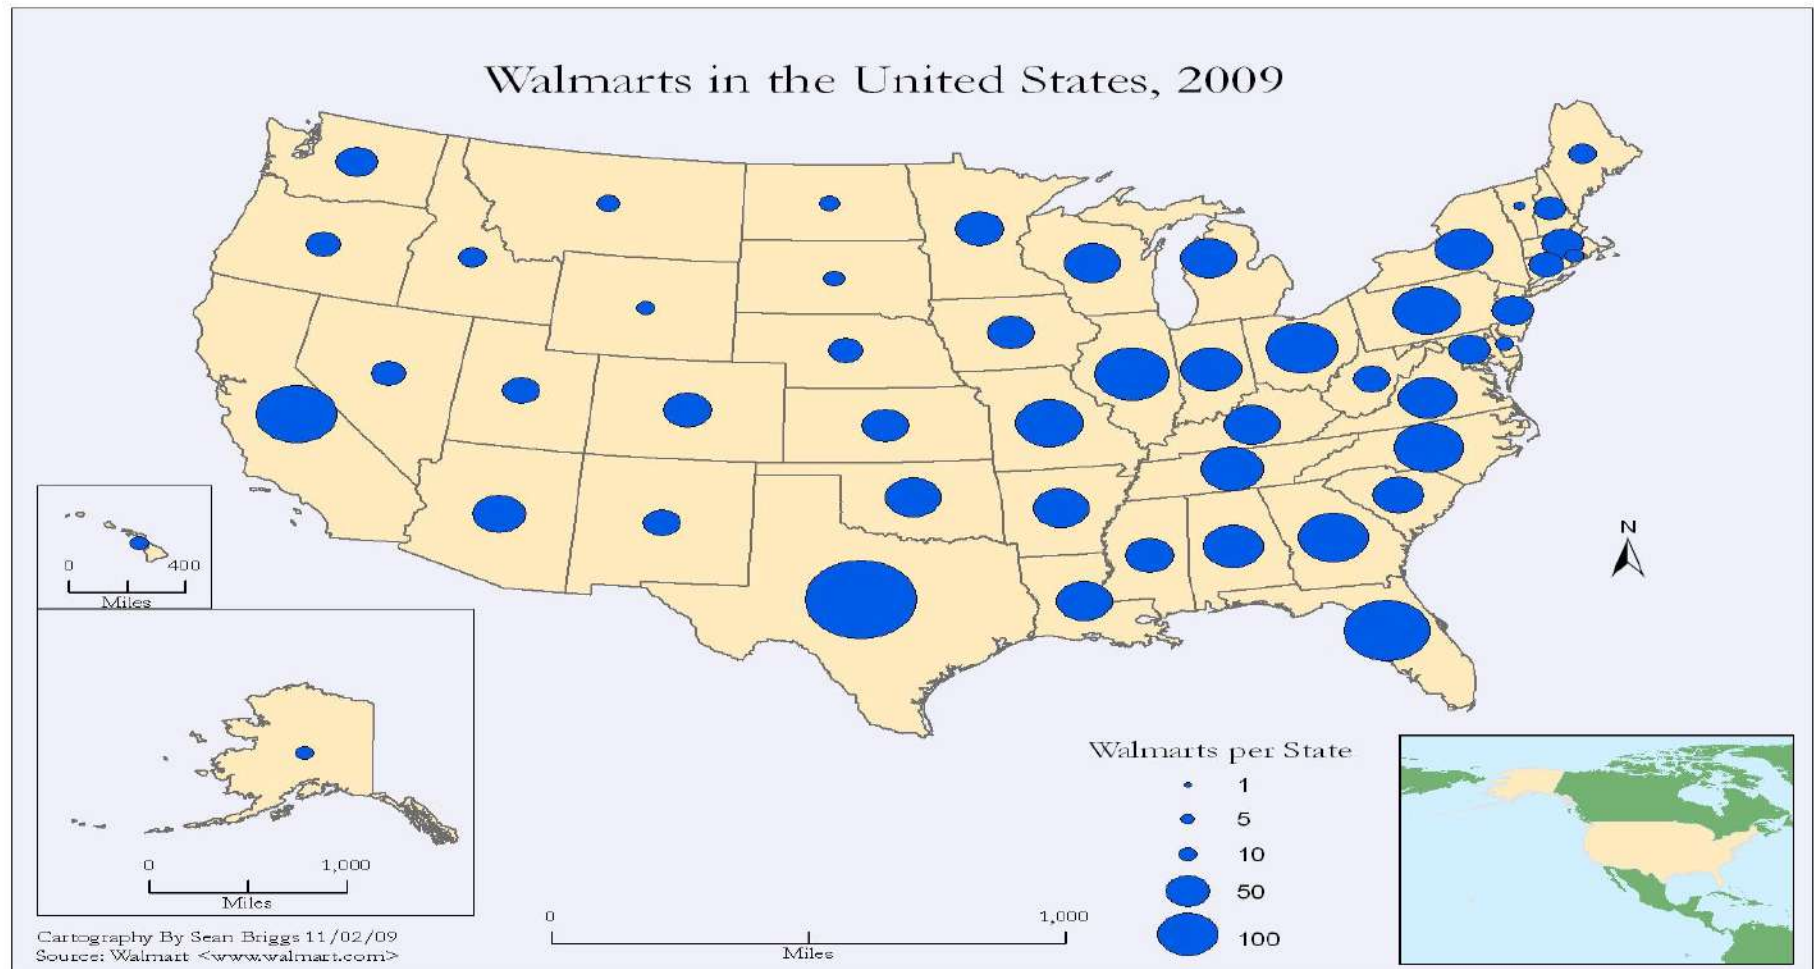 Walmarts in the United States, 2009
N
0 400
Miles
0 1,000
Miles
Cartography By Sean Briggs 11/02/09
Source: Walmart <www.walmart.com>
0 1,000
Miles
Walmarts per State
1
5
10
50
100